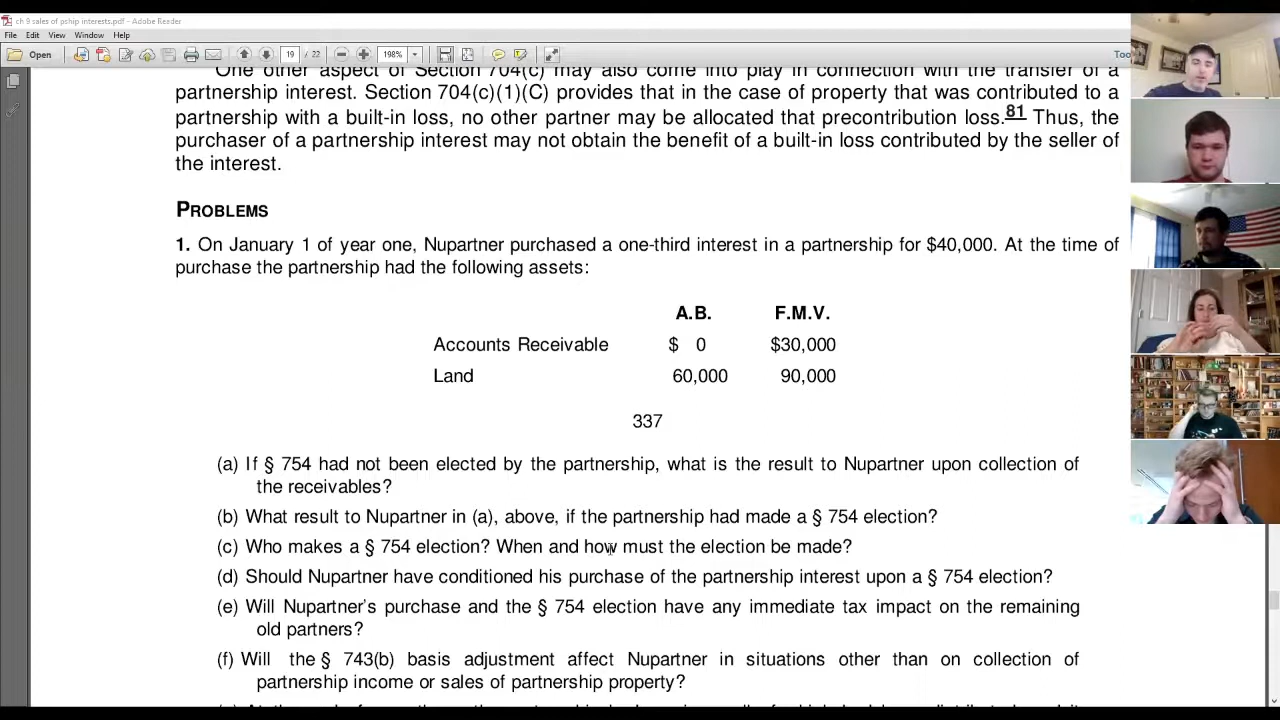 ch 9 sales of pship interests.pdf - Adobe Reader
File Edit View Window Help
Open 19 / 22 198% Too
One other aspect of Section 704(c) may also come into play in connection with the transfer of a
partnership interest. Section 704(c)(1)(C) provides that in the case of property that was contributed to a
partnership with a built-in loss, no other partner may be allocated that precontribution loss.81 Thus, the
purchaser of a partnership interest may not obtain the benefit of a built-in loss contributed by the seller of
the interest.
PROBLEMS
1. On January 1 of year one, Nupartner purchased a one-third interest in a partnership for $40,000. At the time of
purchase the partnership had the following assets:
A.B. F.M.V.
Accounts Receivable $ 0 $30,000
Land 60,000 90,000
337
(a) If § 754 had not been elected by the partnership, what is the result to Nupartner upon collection of
the receivables?
(b) What result to Nupartner in (a), above, if the partnership had made a § 754 election?
(c) Who makes a § 754 election? When and how must the election be made?
(d) Should Nupartner have conditioned his purchase of the partnership interest upon a § 754 election?
(e) Will Nupartner's purchase and the § 754 election have any immediate tax impact on the remaining
old partners?
(f) Will the § 743(b) basis adjustment affect Nupartner in situations other than on collection of
partnership income or sales of partnership property?